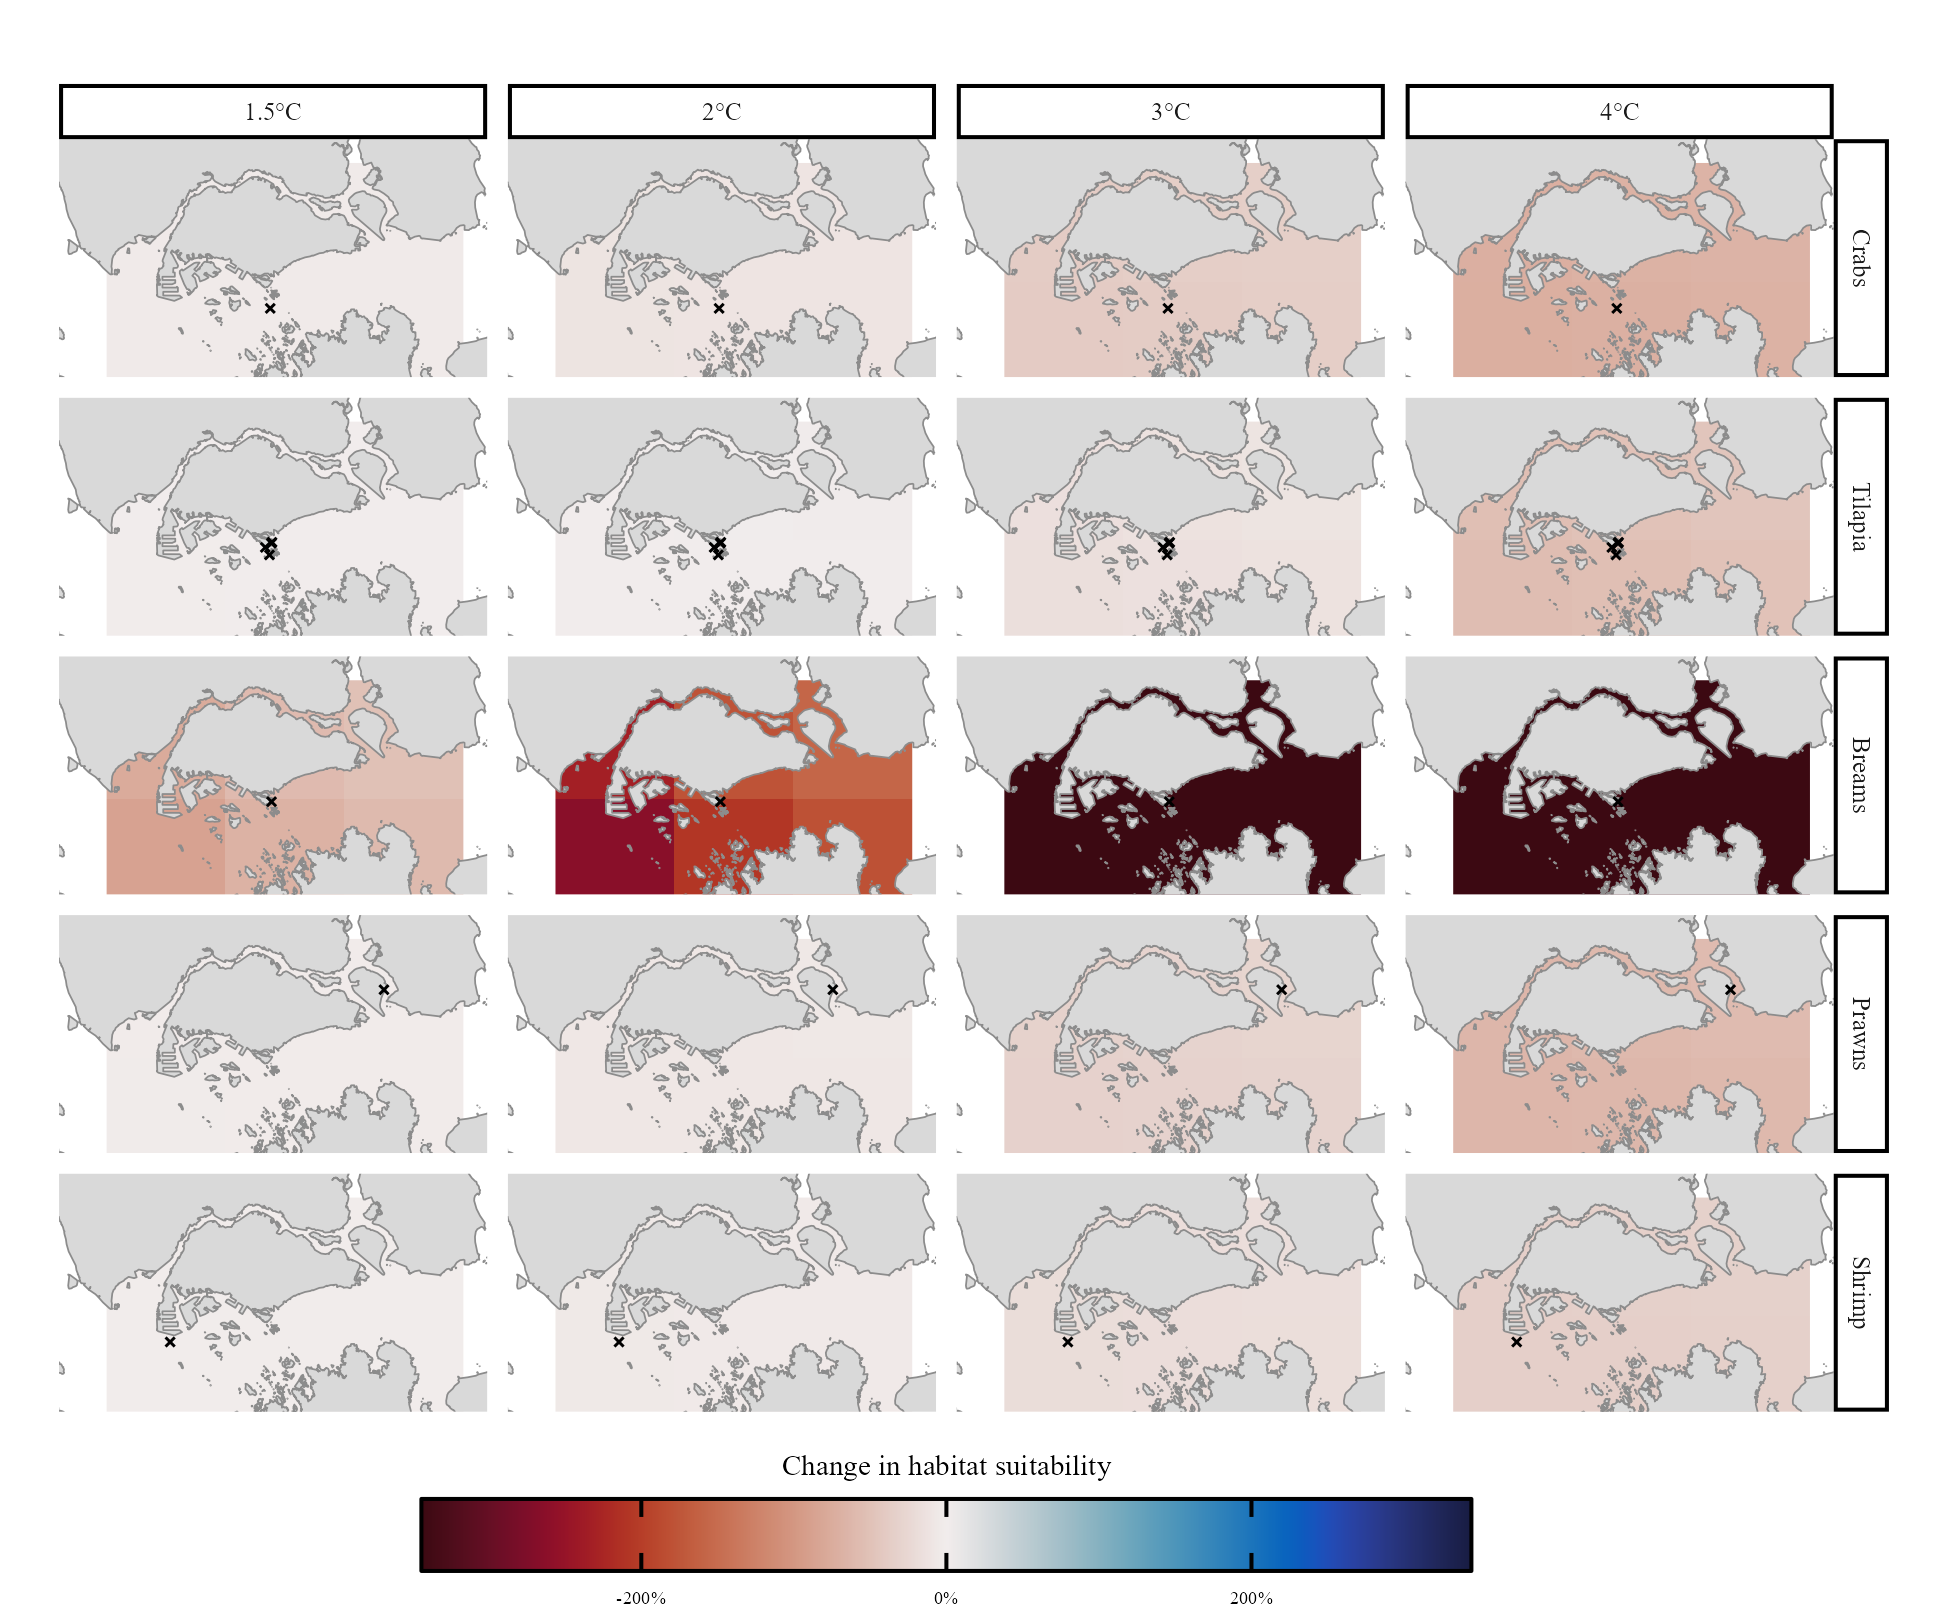 1.5°C
2°C
3°C
4°C
Crabs
Tilapia
Breams
Prawns
Shrimp
Change in habitat suitability
-200%
0%
200%